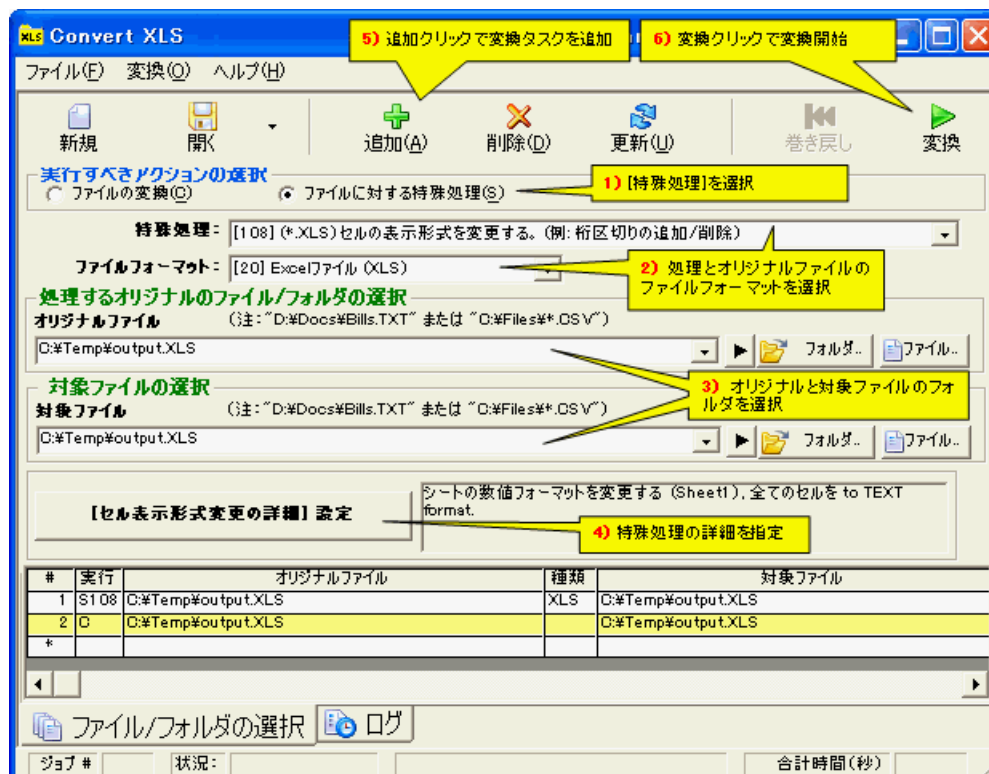 XLS Convert XLS
5) 追加クリックで変換タスクを追加
6) 変換クリックで変換開始
ファイル(F) 変換(O) ヘルプ(H)
新規 開く 追加(A) 削除(D) 更新(U) 巻き戻し 変換
実行すべきアクションの選択
ファイルの変換(C) ファイルに対する特殊処理(S)
1) [特殊処理]を選択
特殊処理: [108] (*.XLS)セルの表示形式を変更する。(例: 桁区切りの追加/削除)
ファイルフォーマット: [20] Excelファイル (XLS)
2) 処理とオリジナルファイルの
ファイルフォーマットを選択
処理するオリジナルのファイル/フォルダの選択
オリジナルファイル (注:"D:¥Docs¥Bills.TXT" または "C:¥Files¥*.CSV")
C:¥Temp¥output.XLS フォルダ.. ファイル..
3) オリジナルと対象ファイルのフォ
ルダを選択
対象ファイルの選択
対象ファイル (注:"D:¥Docs¥Bills.TXT" または "C:¥Files¥*.CSV")
C:¥Temp¥output.XLS フォルダ.. ファイル..
【セル表示形式変更の詳細】設定
シートの数値フォーマットを変更する (Sheet1), 全てのセルを to TEXT
format.
4) 特殊処理の詳細を指定
# 実行 オリジナルファイル 種類 対象ファイル
1 S108 C:¥Temp¥output.XLS XLS C:¥Temp¥output.XLS
2 C C:¥Temp¥output.XLS C:¥Temp¥output.XLS
*
ファイル/フォルダの選択 ログ
ジョブ # 状況: 合計時間(秒)